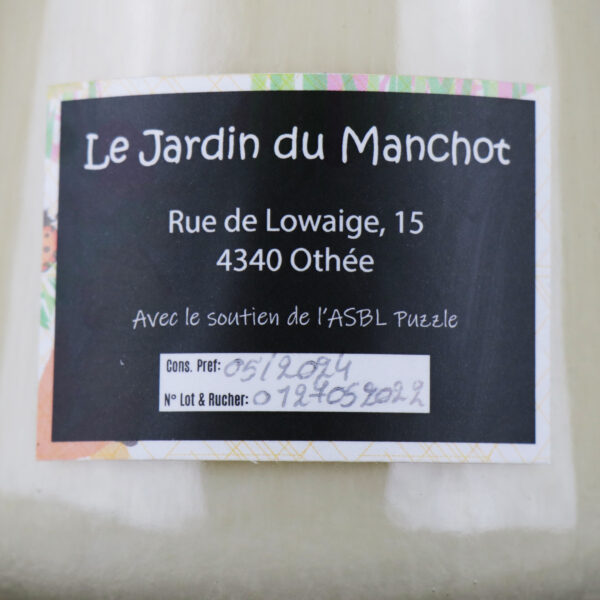 Le Jardin du Manchot
Rue de Lowaige, 15
4340 Othée
Avec le soutien de l'ASBL Puzzle
Cons. Pref: 05/2024
N° Lot & Rucher: 0127052022